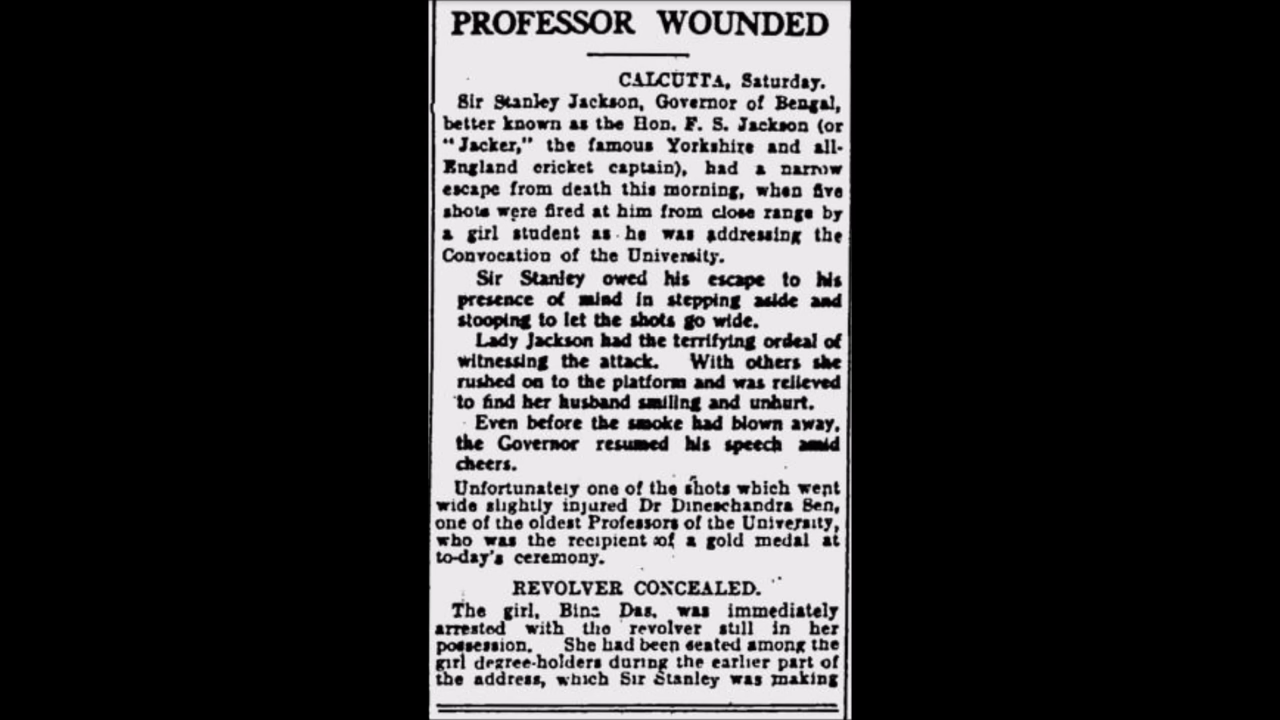 PROFESSOR WOUNDED
CALCUTTA, Saturday.
Sir Stanley Jackson, Governor of Bengal,
better known as the Hon. F. S. Jackson (or
"Jacker," the famous Yorkshire and all-
England cricket captain), had a narrow
escape from death this morning, when five
shots were fired at him from close range by
a girl student as he was addressing the
Convocation of the University.
Sir Stanley owed his escape to his
presence of mind in stepping aside and
stooping to let the shots go wide.
Lady Jackson had the terrifying ordeal of
witnessing the attack. With others she
rushed on to the platform and was relieved
to find her husband smiling and unhurt.
Even before the smoke had blown away,
the Governor resumed his speech amid
cheers.
Unfortunately one of the shots which went
wide slightly injured Dr Dineschandra Sen,
one of the oldest Professors of the University,
who was the recipient of a gold medal at
to-day's ceremony.
REVOLVER CONCEALED.
The girl, Bina Das, was immediately
arrested with the revolver still in her
possession. She had been seated among the
girl degree-holders during the earlier part of
the address, which Sir Stanley was making